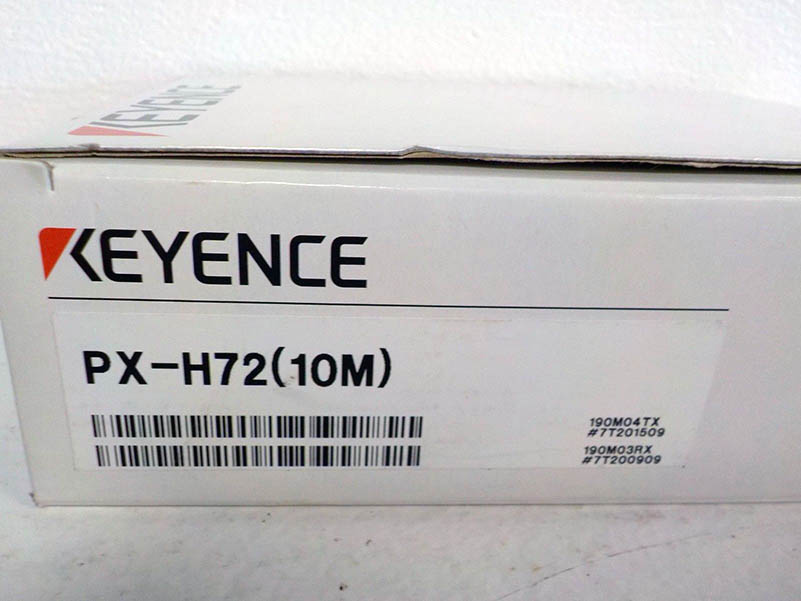 KEYENCE
KEYENCE
PX-H72(10M)
190M04TX
#7T201509
190M03RX
#7T200909